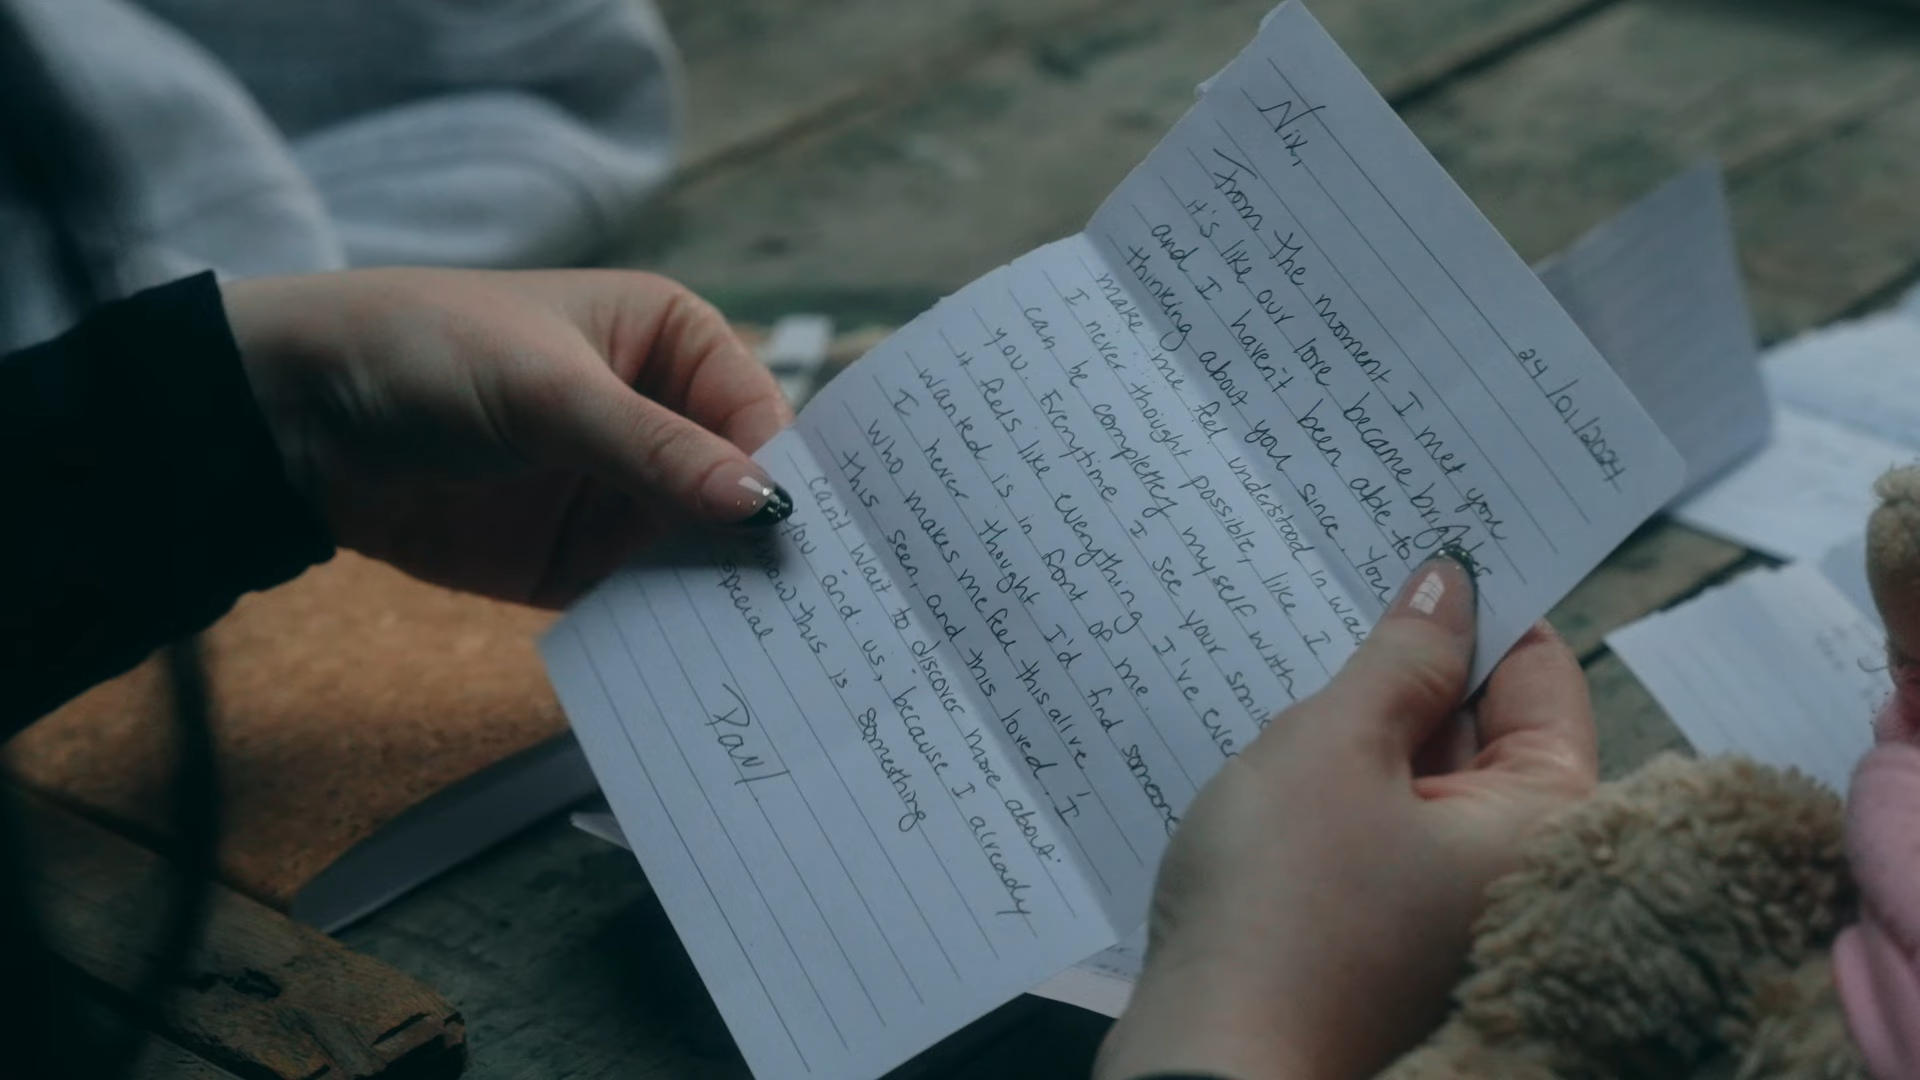 24/01/2024
Nix,
From the moment I met you
it's like our love became brighter
and I haven't been able to
thinking about you since. You
make me feel understood in way
I never thought possible, like I
can be completley myself with
you. Everytime I see your smile
it feels like everything I've ever
wanted is in front of me.
I never thought I'd find someone
who makes me feel this alive,
this seen, and this loved. I
can't wait to discover more about
you and us, because I already
know this is something
special
Paul.